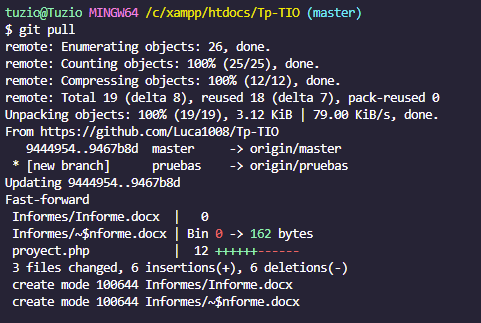 tuzio@Tuzio MINGW64 /c/xampp/htdocs/Tp-TIO (master)
$ git pull
remote: Enumerating objects: 26, done.
remote: Counting objects: 100% (25/25), done.
remote: Compressing objects: 100% (12/12), done.
remote: Total 19 (delta 8), reused 18 (delta 7), pack-reused 0
Unpacking objects: 100% (19/19), 3.12 KiB | 79.00 KiB/s, done.
From https://github.com/Luca1008/Tp-TIO
   9444954..9467b8d  master     -> origin/master
 * [new branch]      pruebas    -> origin/pruebas
Updating 9444954..9467b8d
Fast-forward
 Informes/Informe.docx  |   0
 Informes/~$nforme.docx | Bin 0 -> 162 bytes
 proyect.php            |  12 ++++++------
 3 files changed, 6 insertions(+), 6 deletions(-)
 create mode 100644 Informes/Informe.docx
 create mode 100644 Informes/~$nforme.docx